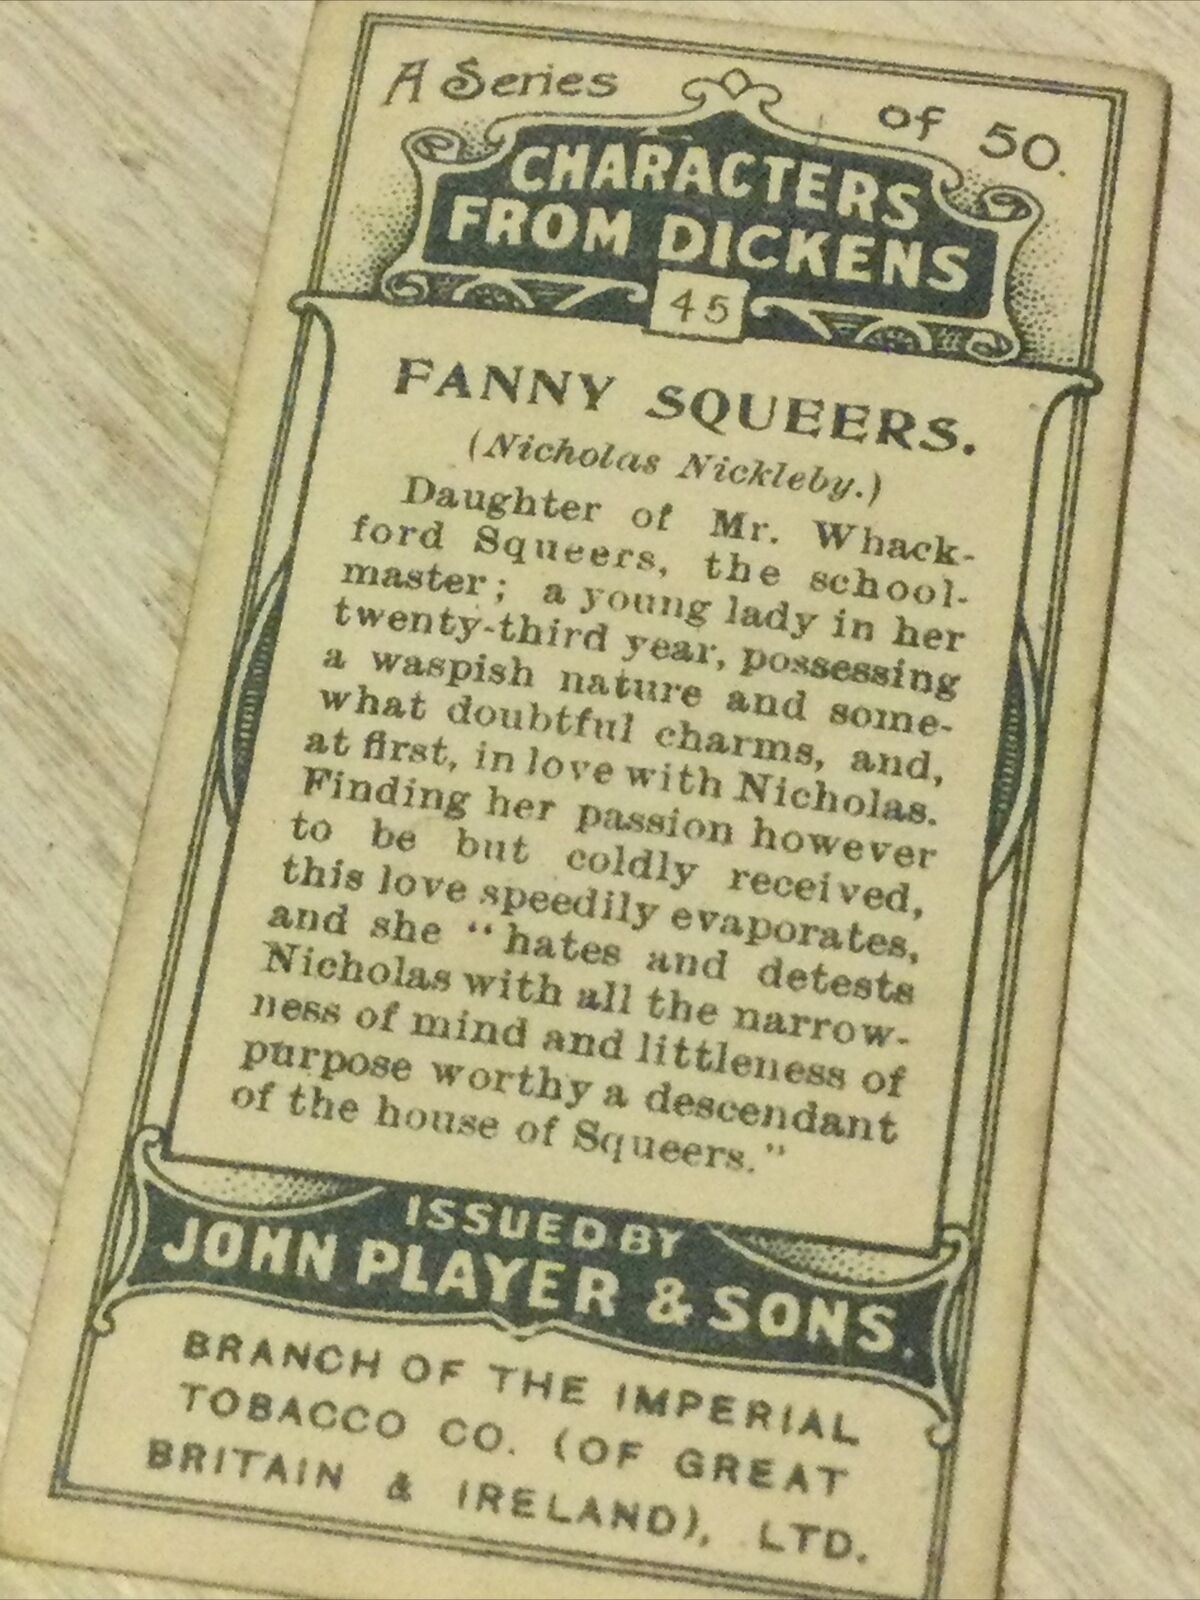 A Series of 50.
CHARACTERS
FROM DICKENS
45
FANNY SQUEERS.
(Nicholas Nickleby.)
Daughter of Mr. Whack-
ford Squeers, the school-
master; a young lady in her
twenty-third year, possessing
a waspish nature and some-
what doubtful charms, and,
at first, in love with Nicholas.
Finding her passion however
to be but coldly received,
this love speedily evaporates,
and she "hates and detests
Nicholas with all the narrow-
ness of mind and littleness of
purpose worthy a descendant
of the house of Squeers."
ISSUED BY
JOHN PLAYER & SONS.
BRANCH OF THE IMPERIAL
TOBACCO CO. (OF GREAT
BRITAIN & IRELAND), LTD.